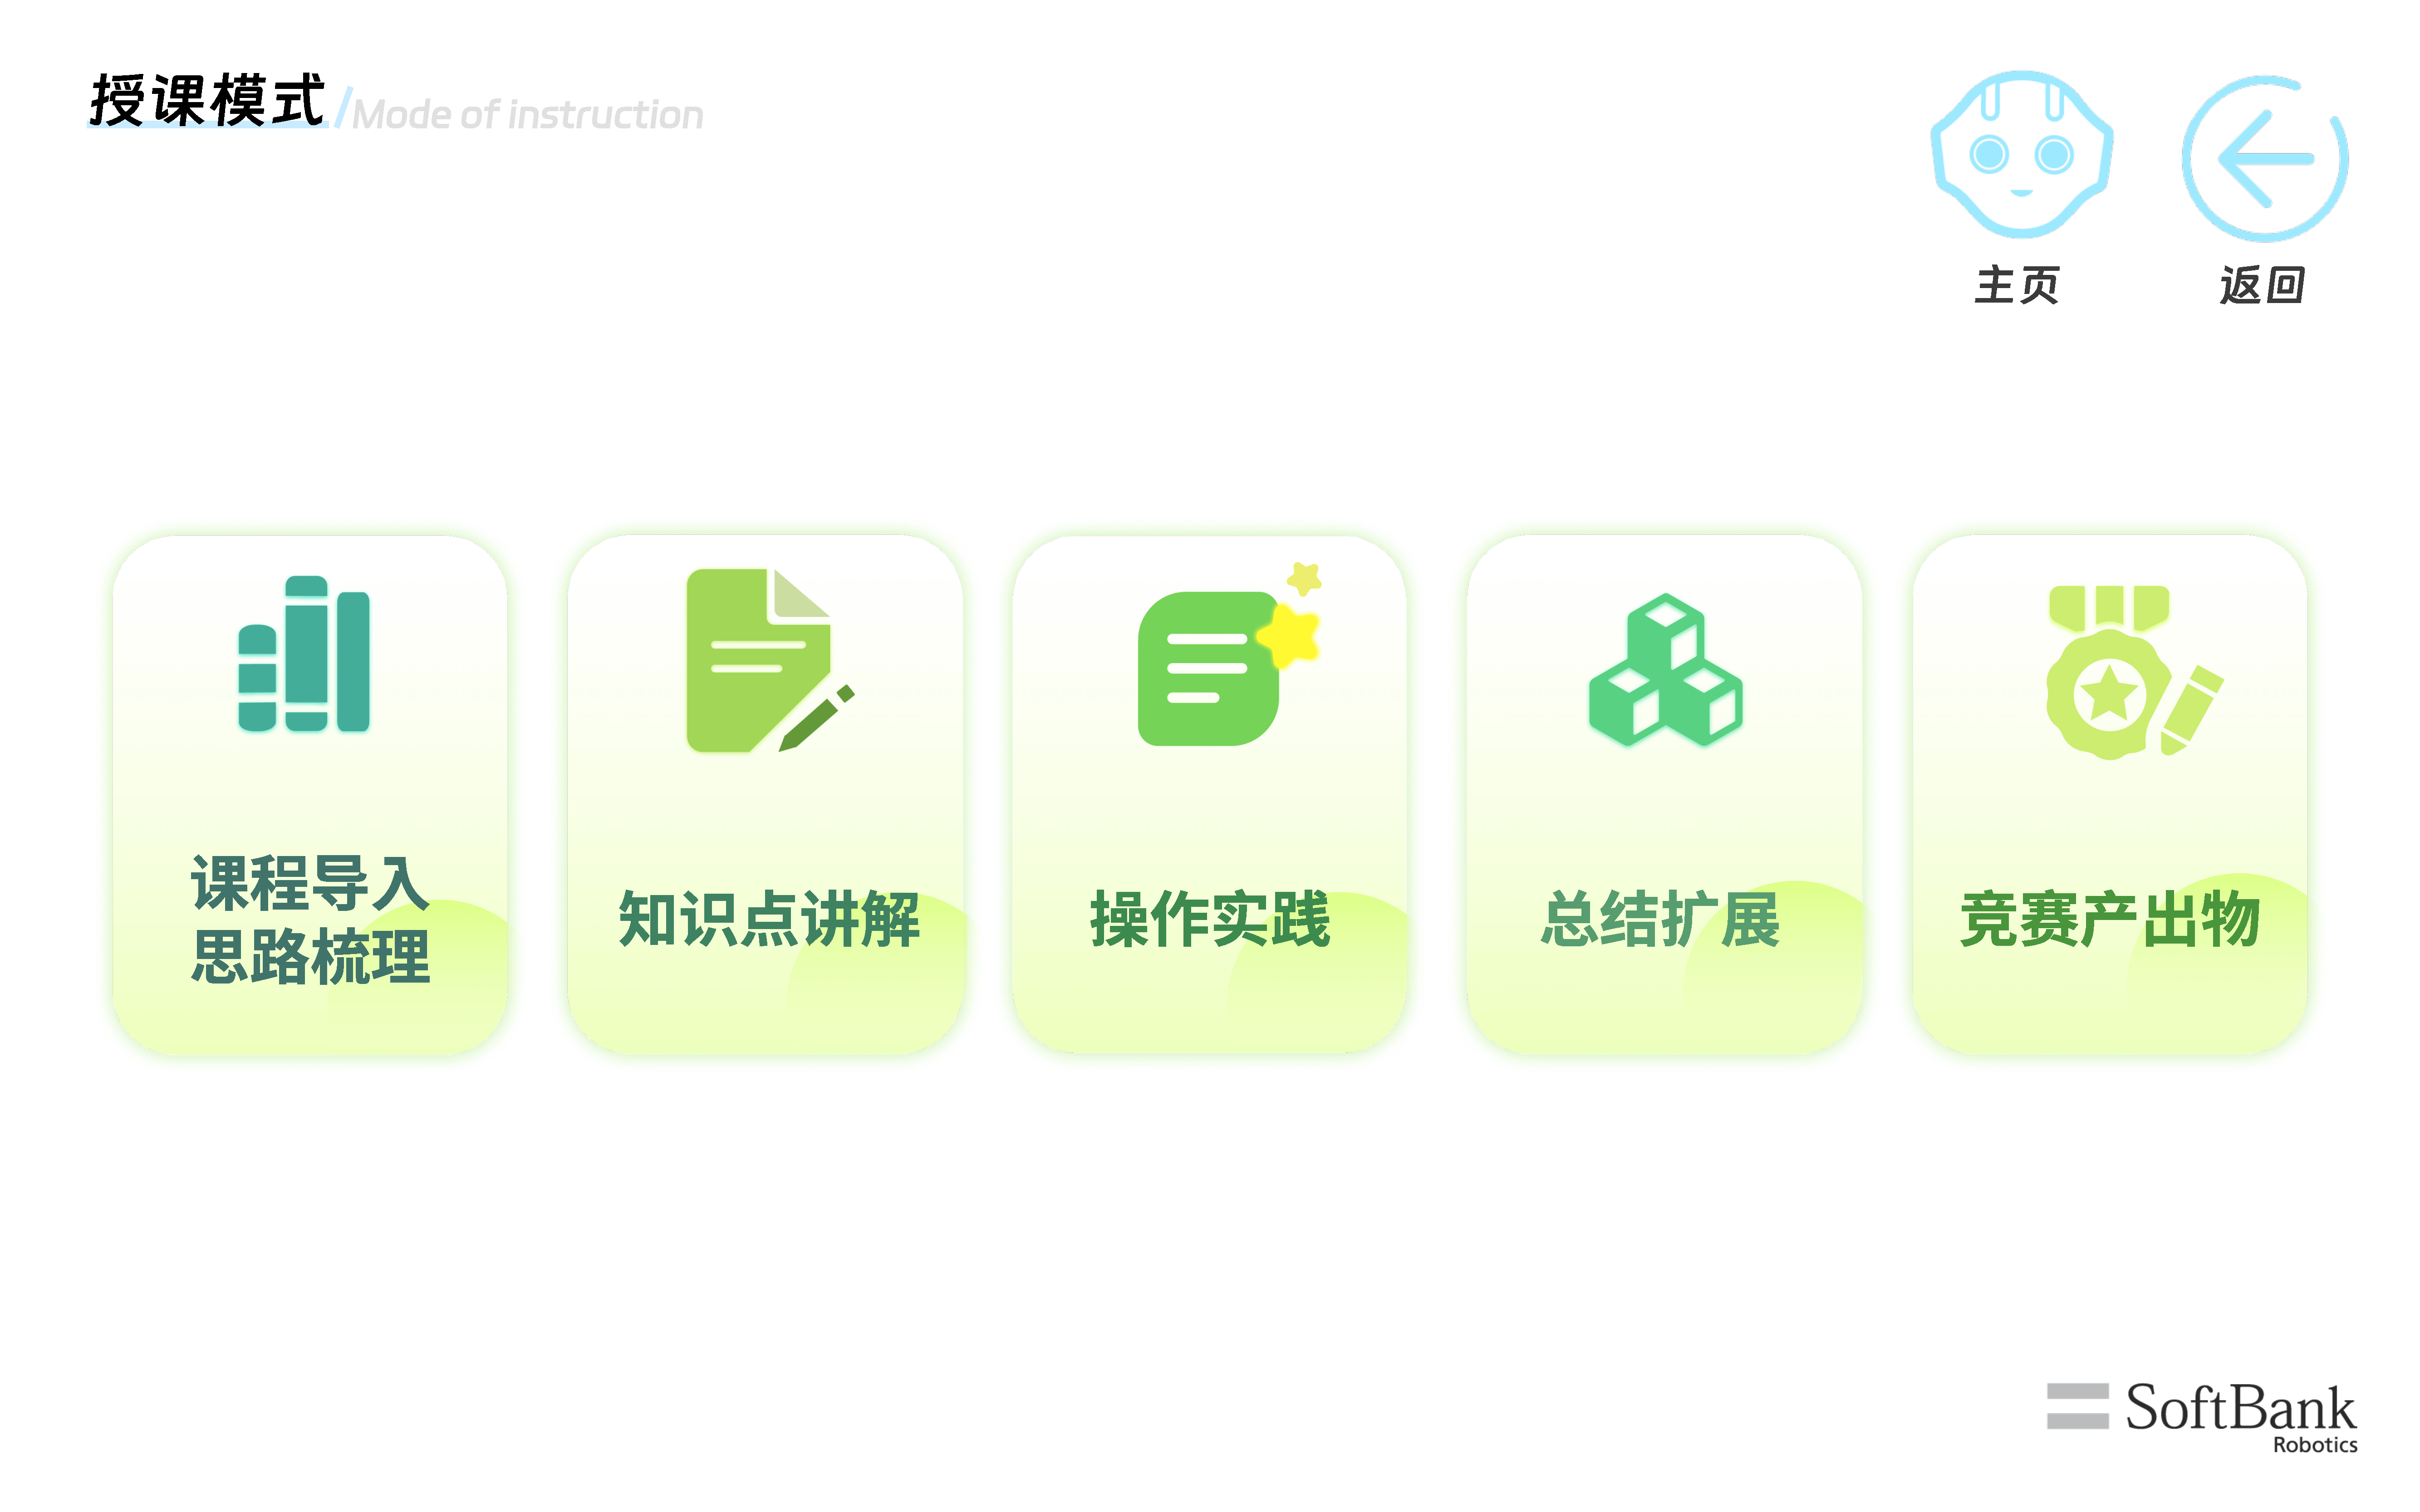 授课模式/Mode of instruction
主页
返回
课程导入
思路梳理
知识点讲解
操作实践
总结扩展
竞赛产出物
SoftBank
Robotics